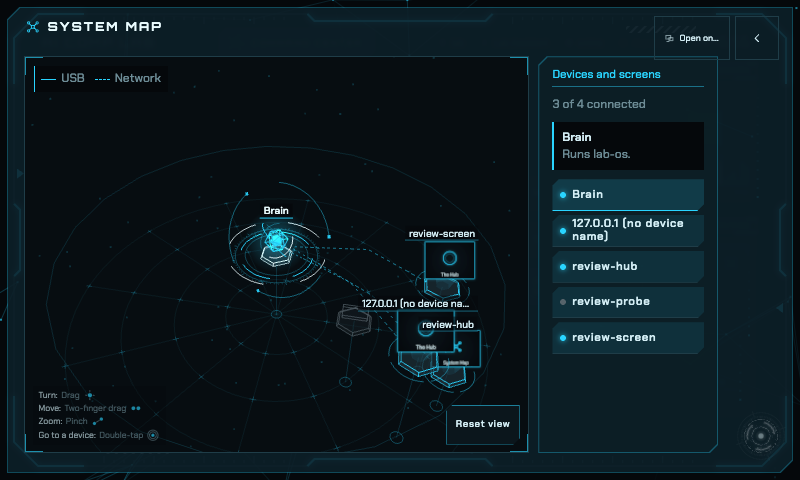 SYSTEM MAP
Open on...
USB
Network
Devices and screens
3 of 4 connected
Brain
Runs lab-os.
Brain
127.0.0.1 (no device
name)
review-hub
review-probe
review-screen
Brain
review-screen
The Hub
127.0.0.1 (no device na...
review-hub
The Hub
System Map
Turn: Drag
Move: Two-finger drag
Zoom: Pinch
Go to a device: Double-tap
Reset view